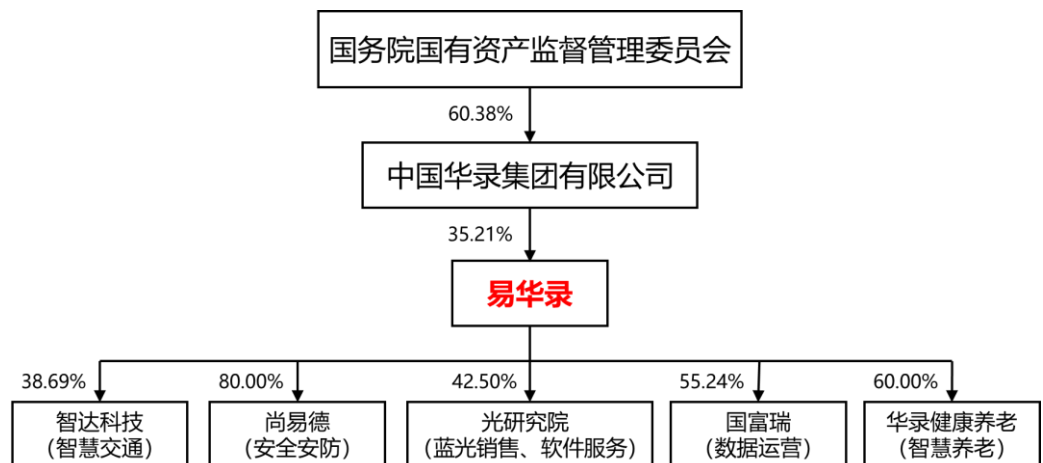 国务院国有资产监督管理委员会
60.38%
中国华录集团有限公司
35.21%
易华录
38.69%
80.00%
42.50%
55.24%
60.00%
智达科技
（智慧交通）
尚易德
（安全安防）
光研究院
（蓝光销售、软件服务）
国富瑞
（数据运营）
华录健康养老
（智慧养老）